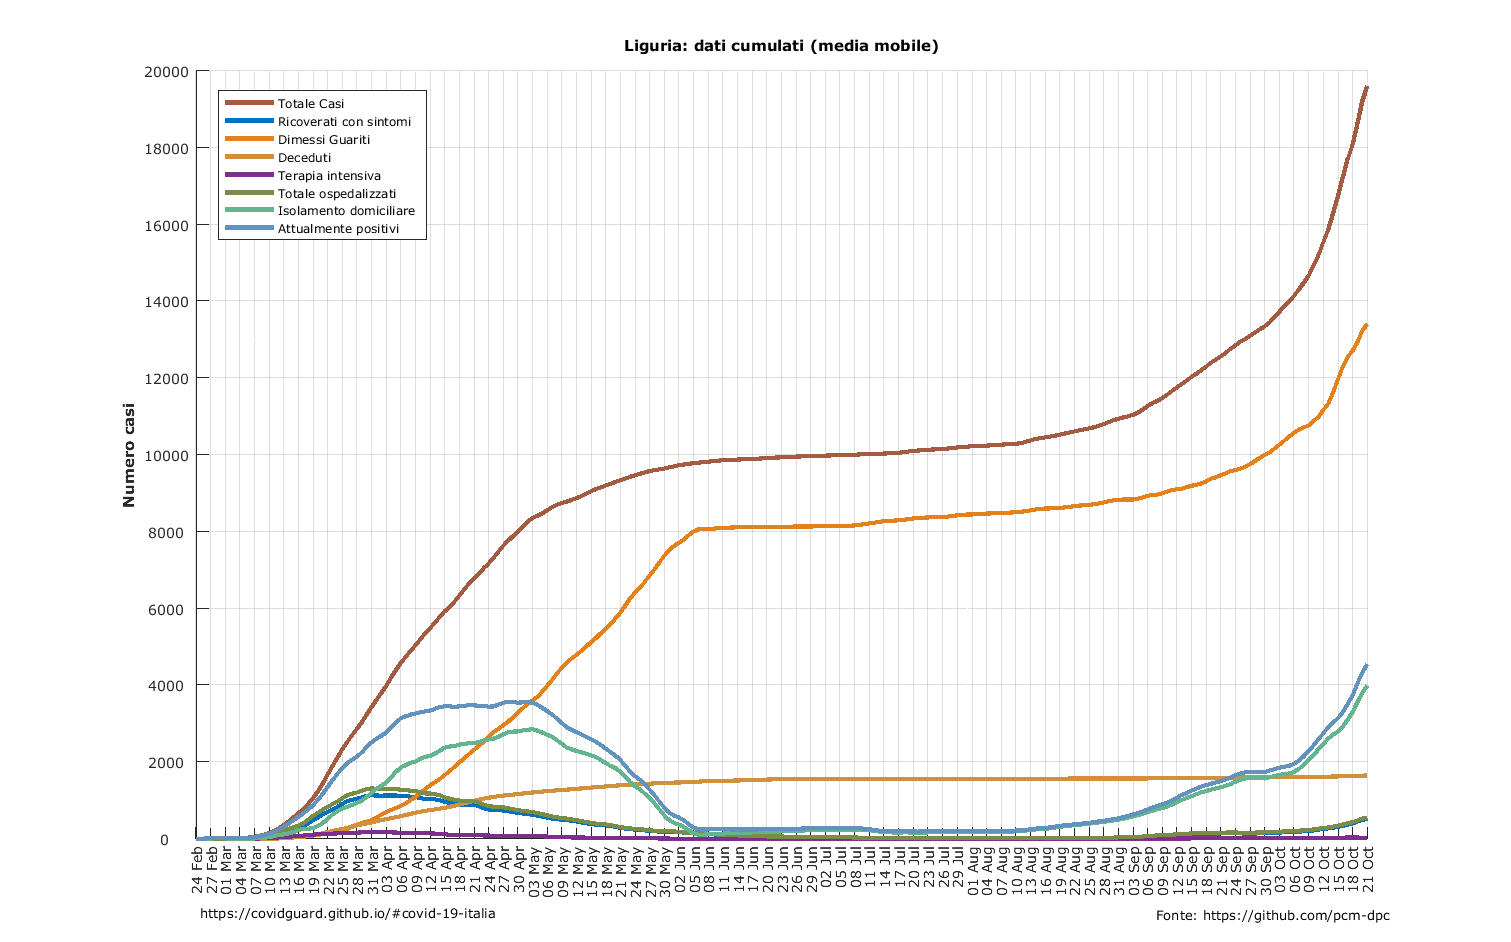 Liguria: dati cumulati (media mobile)
20000
18000
16000
14000
12000
10000
8000
6000
4000
2000
0
Numero casi
Totale Casi
Ricoverati con sintomi
Dimessi Guariti
Deceduti
Terapia intensiva
Totale ospedalizzati
Isolamento domiciliare
Attualmente positivi
24 Feb
27 Feb
01 Mar
04 Mar
07 Mar
10 Mar
13 Mar
16 Mar
19 Mar
22 Mar
25 Mar
28 Mar
31 Mar
03 Apr
06 Apr
09 Apr
12 Apr
15 Apr
18 Apr
21 Apr
24 Apr
27 Apr
30 Apr
03 May
06 May
09 May
12 May
15 May
18 May
21 May
24 May
27 May
30 May
02 Jun
05 Jun
08 Jun
11 Jun
14 Jun
17 Jun
20 Jun
23 Jun
26 Jun
29 Jun
02 Jul
05 Jul
08 Jul
11 Jul
14 Jul
17 Jul
20 Jul
23 Jul
26 Jul
29 Jul
01 Aug
04 Aug
07 Aug
10 Aug
13 Aug
16 Aug
19 Aug
22 Aug
25 Aug
28 Aug
31 Aug
03 Sep
06 Sep
09 Sep
12 Sep
15 Sep
18 Sep
21 Sep
24 Sep
27 Sep
30 Sep
03 Oct
06 Oct
09 Oct
12 Oct
15 Oct
18 Oct
21 Oct
https://covidguard.github.io/#covid-19-italia
Fonte: https://github.com/pcm-dpc